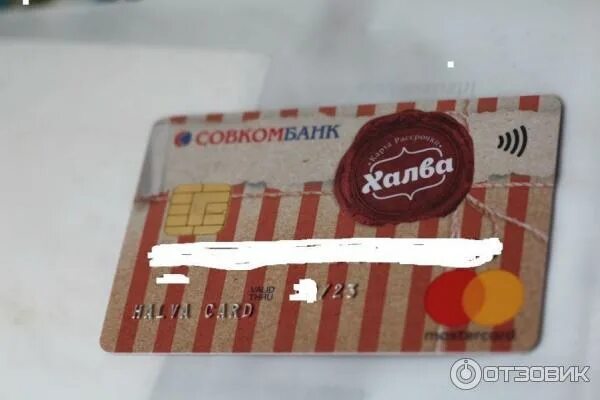 СОВКОМБАНК
Карта Рассрочки
Халва
VALID THRU /23
HALVA CARD
mastercard
ОТЗОВИК